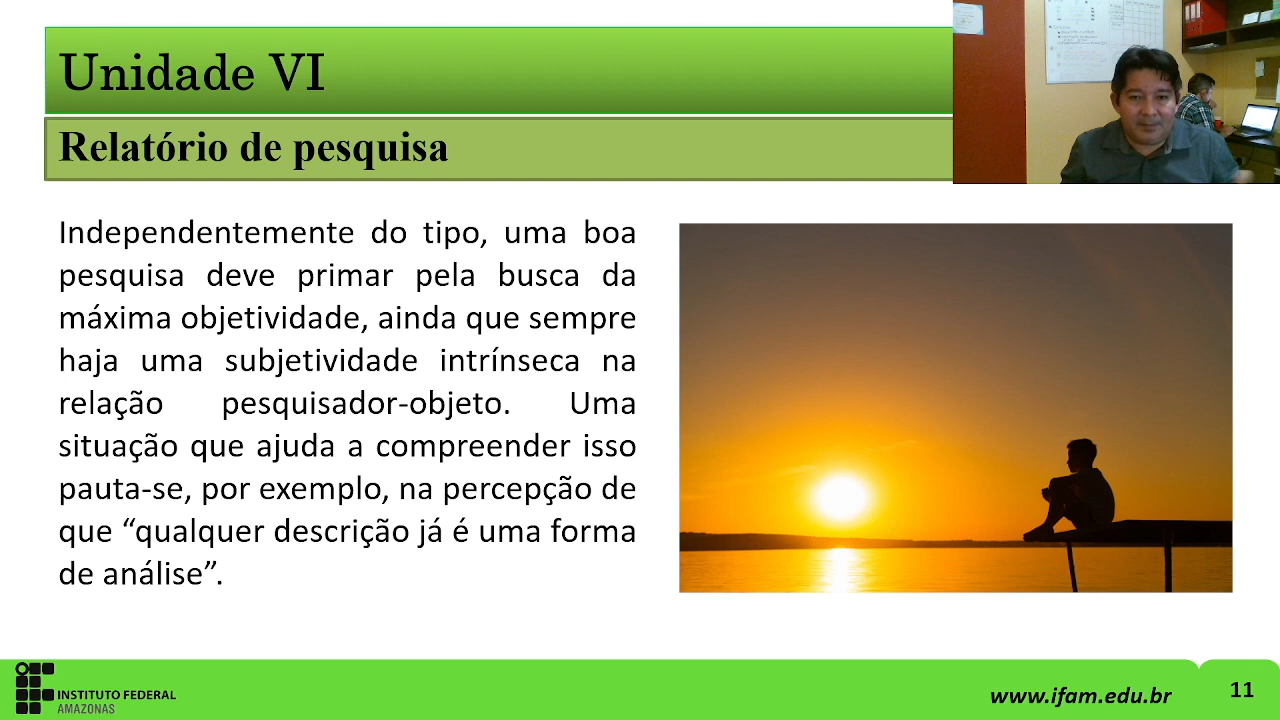 Unidade VI
Relatório de pesquisa
Independentemente do tipo, uma boa
pesquisa deve primar pela busca da
máxima objetividade, ainda que sempre
haja uma subjetividade intrínseca na
relação pesquisador-objeto. Uma
situação que ajuda a compreender isso
pauta-se, por exemplo, na percepção de
que “qualquer descrição já é uma forma
de análise”.
INSTITUTO FEDERAL
AMAZONAS
www.ifam.edu.br
11